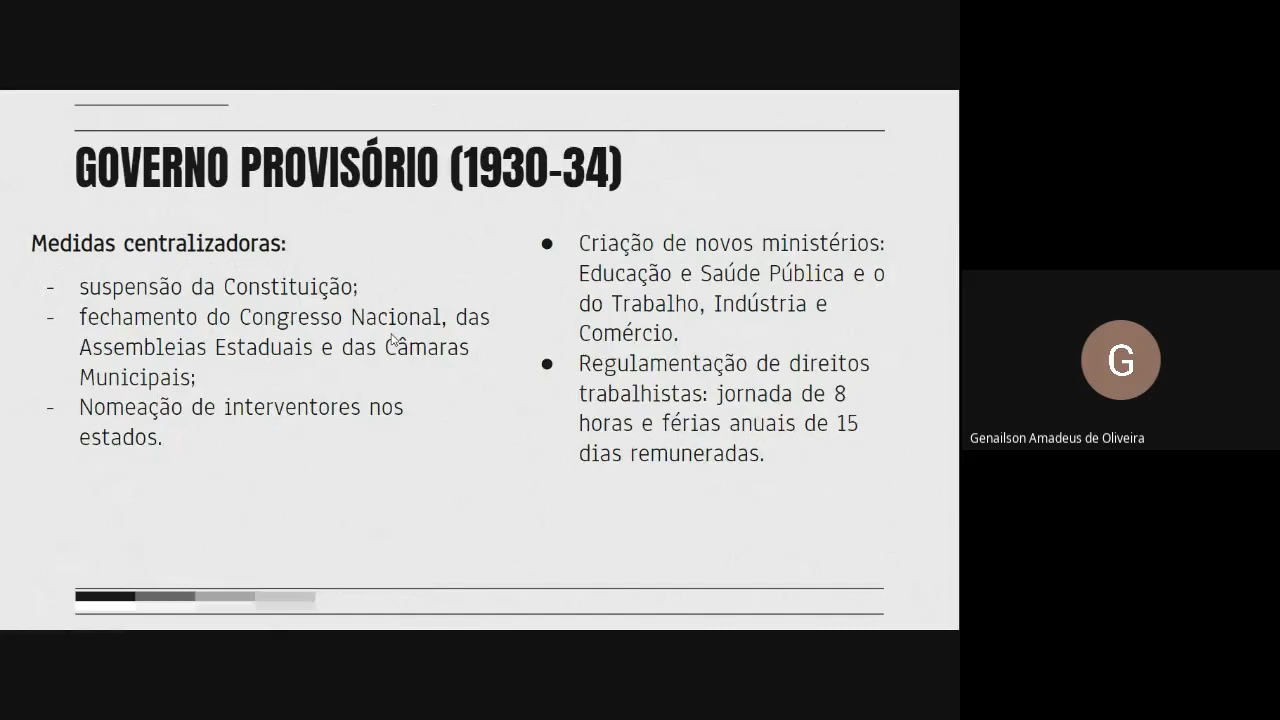 GOVERNO PROVISÓRIO (1930-34)
Medidas centralizadoras:
- suspensão da Constituição;
- fechamento do Congresso Nacional, das
Assembleias Estaduais e das Câmaras
Municipais;
- Nomeação de interventores nos
estados.
● Criação de novos ministérios:
Educação e Saúde Pública e o
do Trabalho, Indústria e
Comércio.
● Regulamentação de direitos
trabalhistas: jornada de 8
horas e férias anuais de 15
dias remuneradas.
G
Genailson Amadeus de Oliveira